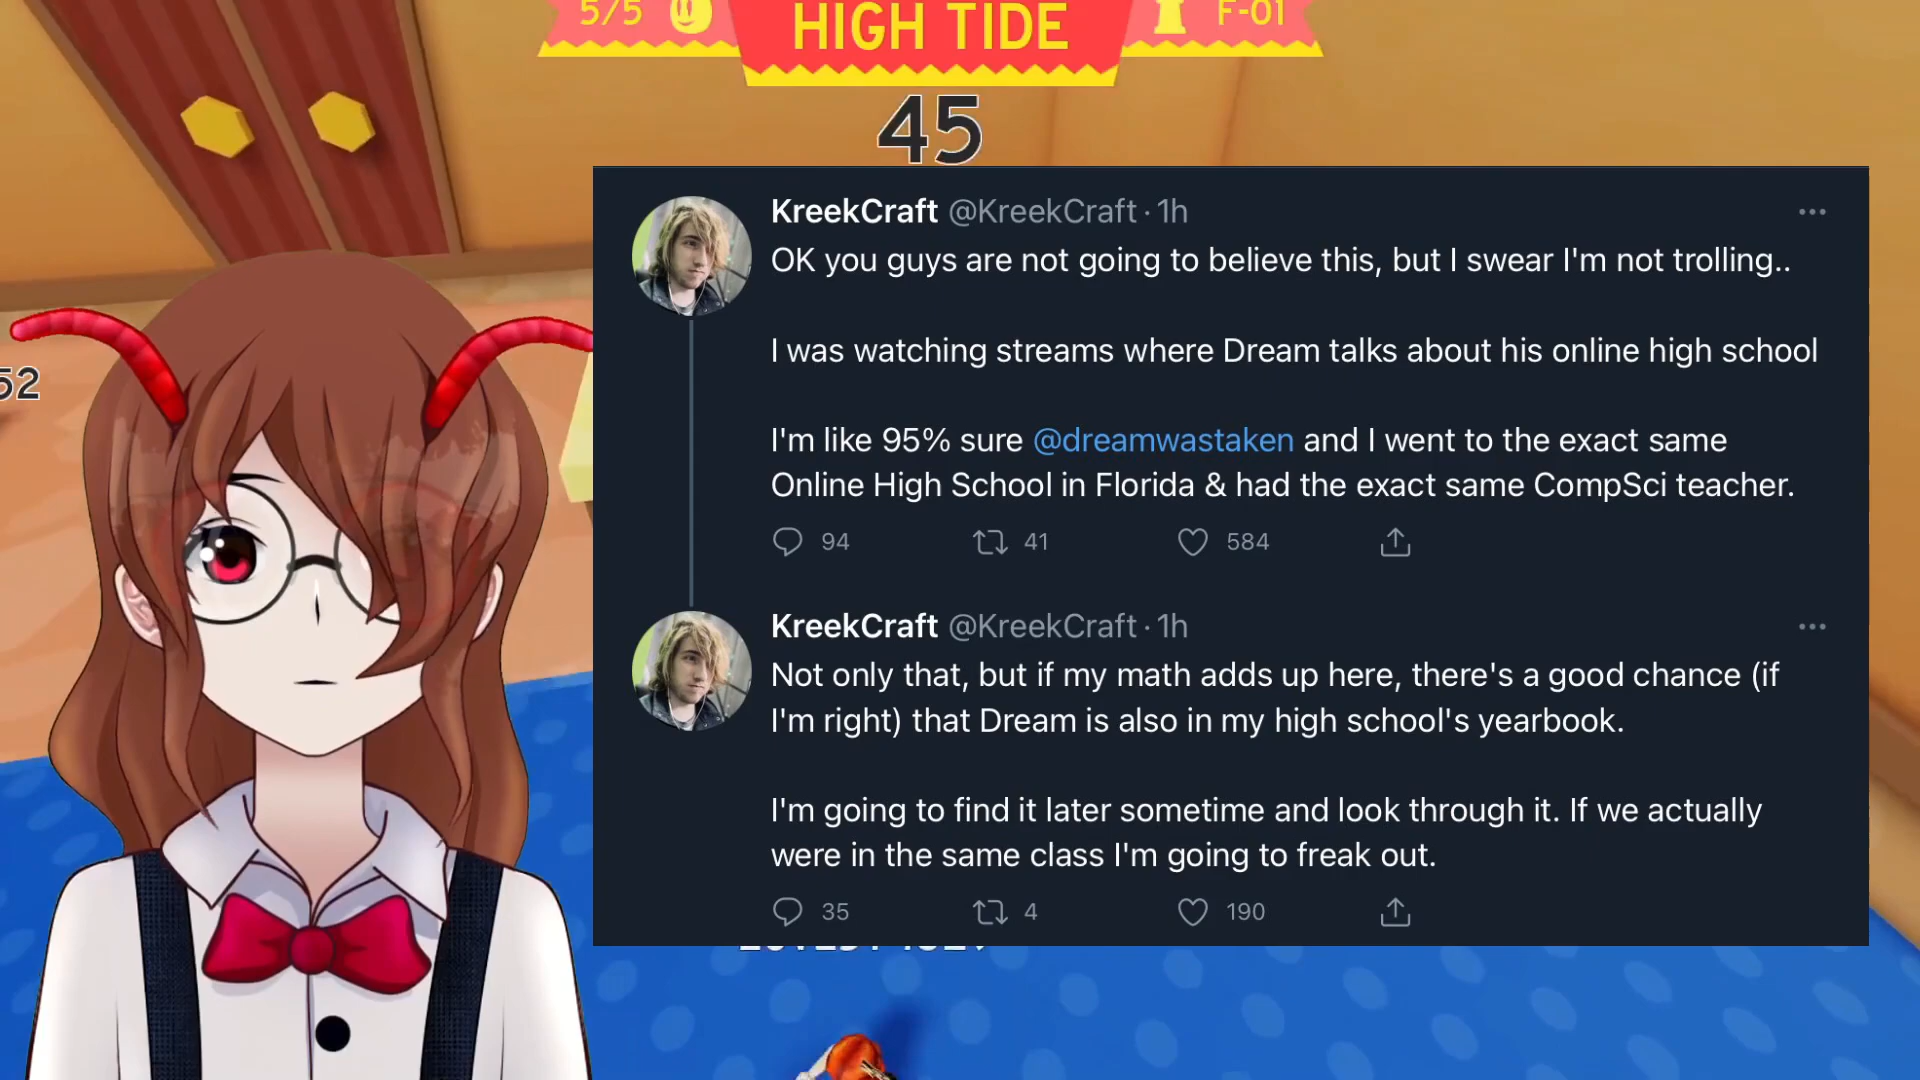 5/5
HIGH TIDE
F-01
45
52
KreekCraft @KreekCraft · 1h
OK you guys are not going to believe this, but I swear I'm not trolling..
I was watching streams where Dream talks about his online high school
I'm like 95% sure @dreamwastaken and I went to the exact same
Online High School in Florida & had the exact same CompSci teacher.
94 41 584
KreekCraft @KreekCraft · 1h
Not only that, but if my math adds up here, there's a good chance (if
I'm right) that Dream is also in my high school's yearbook.
I'm going to find it later sometime and look through it. If we actually
were in the same class I'm going to freak out.
35 4 190